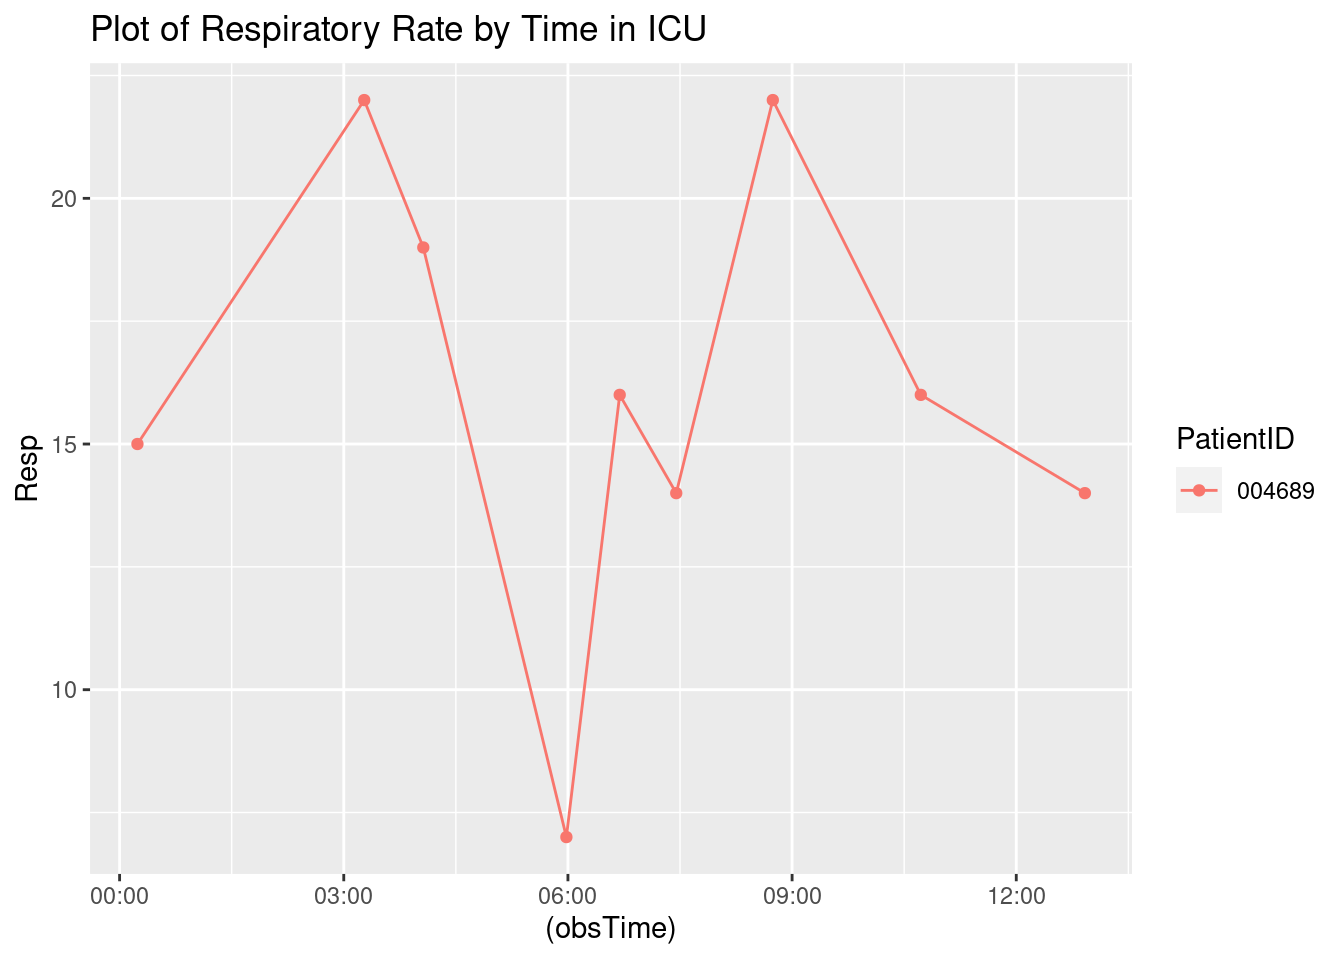 Plot of Respiratory Rate by Time in ICU
20
15
10
Resp
00:00 03:00 06:00 09:00 12:00
(obsTime)
PatientID
004689